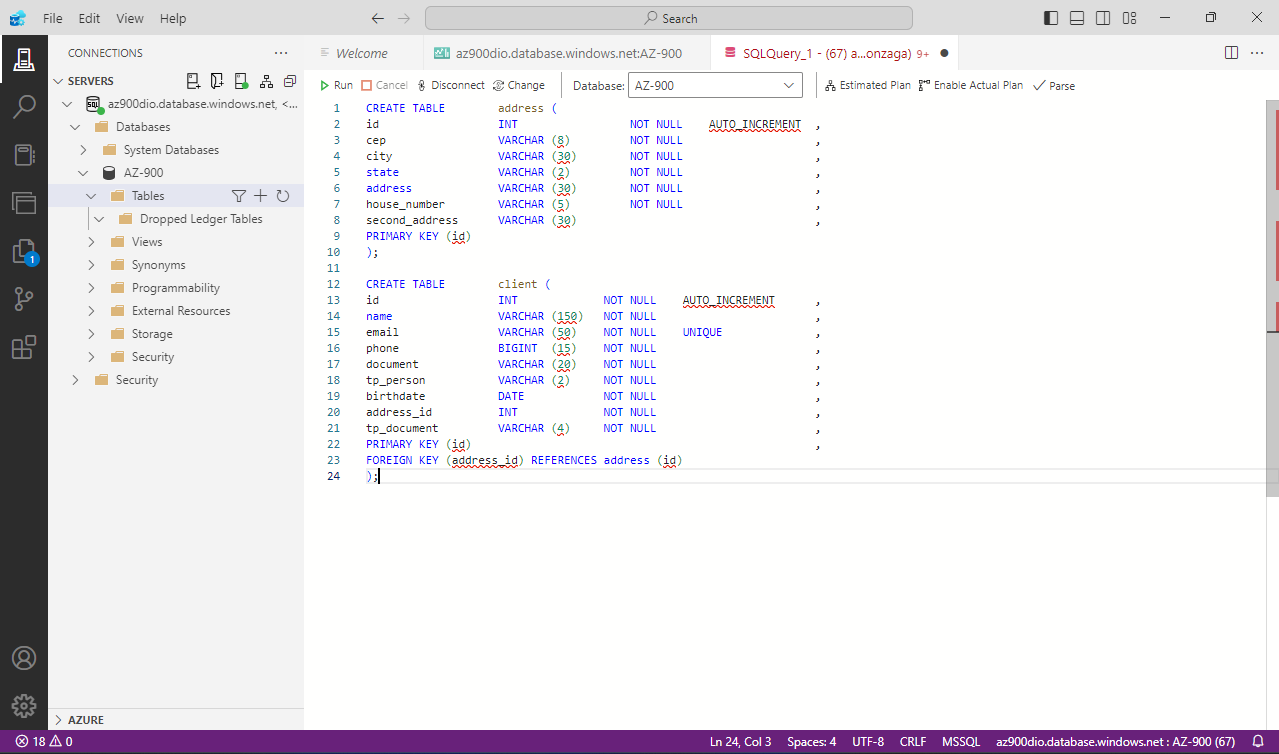 File Edit View Help
Search
CONNECTIONS ...
SERVERS
az900dio.database.windows.net, <...
Databases
System Databases
AZ-900
Tables
Dropped Ledger Tables
Views
Synonyms
Programmability
External Resources
Storage
Security
Security
AZURE
1
Welcome
az900dio.database.windows.net:AZ-900
SQLQuery_1 - (67) a...onzaga) 9+
Run Cancel Disconnect Change Database: AZ-900 Estimated Plan Enable Actual Plan Parse
1 CREATE TABLE address (
2 id INT NOT NULL AUTO_INCREMENT ,
3 cep VARCHAR (8) NOT NULL ,
4 city VARCHAR (30) NOT NULL ,
5 state VARCHAR (2) NOT NULL ,
6 address VARCHAR (30) NOT NULL ,
7 house_number VARCHAR (5) NOT NULL ,
8 second_address VARCHAR (30) ,
9 PRIMARY KEY (id)
10 );
11
12 CREATE TABLE client (
13 id INT NOT NULL AUTO_INCREMENT ,
14 name VARCHAR (150) NOT NULL ,
15 email VARCHAR (50) NOT NULL UNIQUE ,
16 phone BIGINT (15) NOT NULL ,
17 document VARCHAR (20) NOT NULL ,
18 tp_person VARCHAR (2) NOT NULL ,
19 birthdate DATE NOT NULL ,
20 address_id INT NOT NULL ,
21 tp_document VARCHAR (4) NOT NULL ,
22 PRIMARY KEY (id) ,
23 FOREIGN KEY (address_id) REFERENCES address (id)
24 );
18 0
Ln 24, Col 3 Spaces: 4 UTF-8 CRLF MSSQL az900dio.database.windows.net : AZ-900 (67)